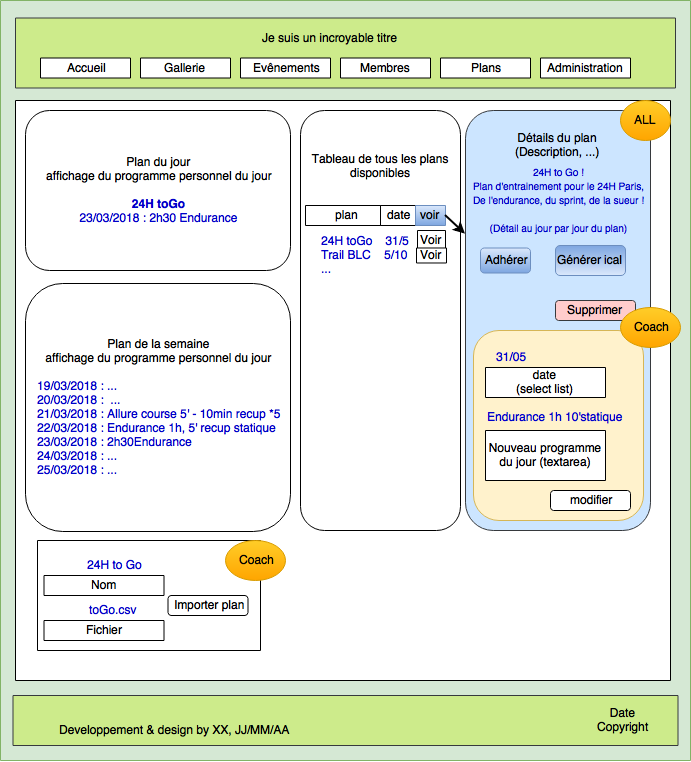 Je suis un incroyable titre
Accueil
Gallerie
Evênements
Membres
Plans
Administration
Plan du jour
affichage du programme personnel du jour
24H toGo
23/03/2018 : 2h30 Endurance
Plan de la semaine
affichage du programme personnel du jour
19/03/2018 : ...
20/03/2018 : ...
21/03/2018 : Allure course 5' - 10min recup *5
22/03/2018 : Endurance 1h, 5' recup statique
23/03/2018 : 2h30Endurance
24/03/2018 : ...
25/03/2018 : ...
Coach
24H to Go
Nom
toGo.csv
Fichier
Importer plan
Tableau de tous les plans
disponibles
plan date voir
24H toGo 31/5 Voir
Trail BLC 5/10 Voir
...
ALL
Détails du plan
(Description, ...)
24H to Go !
Plan d'entrainement pour le 24H Paris,
De l'endurance, du sprint, de la sueur !
(Détail au jour par jour du plan)
Adhérer
Générer ical
Supprimer
Coach
31/05
date
(select list)
Endurance 1h 10'statique
Nouveau programme
du jour (textarea)
modifier
Developpement & design by XX, JJ/MM/AA
Date
Copyright